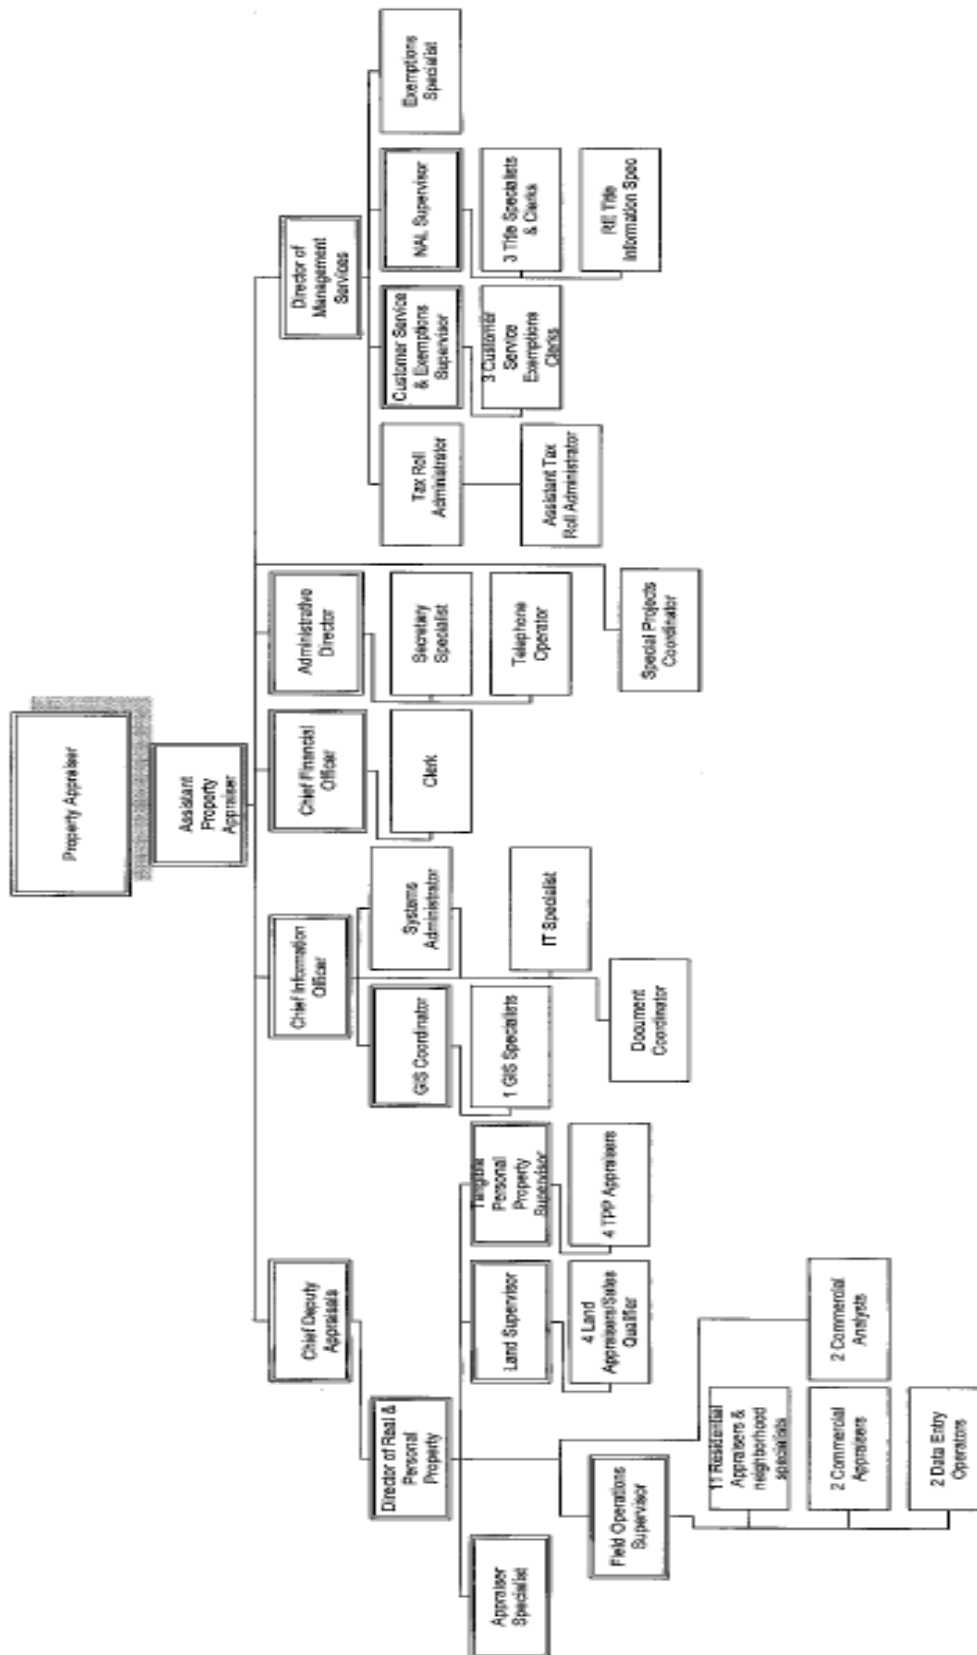 Property Appraiser
Assistant
Property
Appraiser
Chief Deputy
Appraisals
Chief Information
Officer
Chief Financial
Officer
Administrative
Director
Director of
Management
Services
Director of Real &
Personal
Property
GIS Coordinator
Systems
Administrator
Clerk
Secretary
Specialist
Tax Roll
Administrator
Customer Service
& Exemptions
Supervisor
NAL Supervisor
Exemptions
Specialist
Appraiser
Specialist
Land Supervisor
Tangible
Personal
Property
Supervisor
1 GIS Specialists
IT Specialist
Telephone
Operator
Assistant Tax
Roll Administrator
3 Customer
Service
Exemptions
Clerks
3 Title Specialists
& Clerks
Field Operations
Supervisor
4 Land
Appraisers/Sales
Qualifier
4 TPP Appraisers
Document
Coordinator
Special Projects
Coordinator
Title
Information Spec
11 Residential
Appraisers &
neighborhood
specialists
2 Commercial
Appraisers
2 Commercial
Analysts
2 Data Entry
Operators